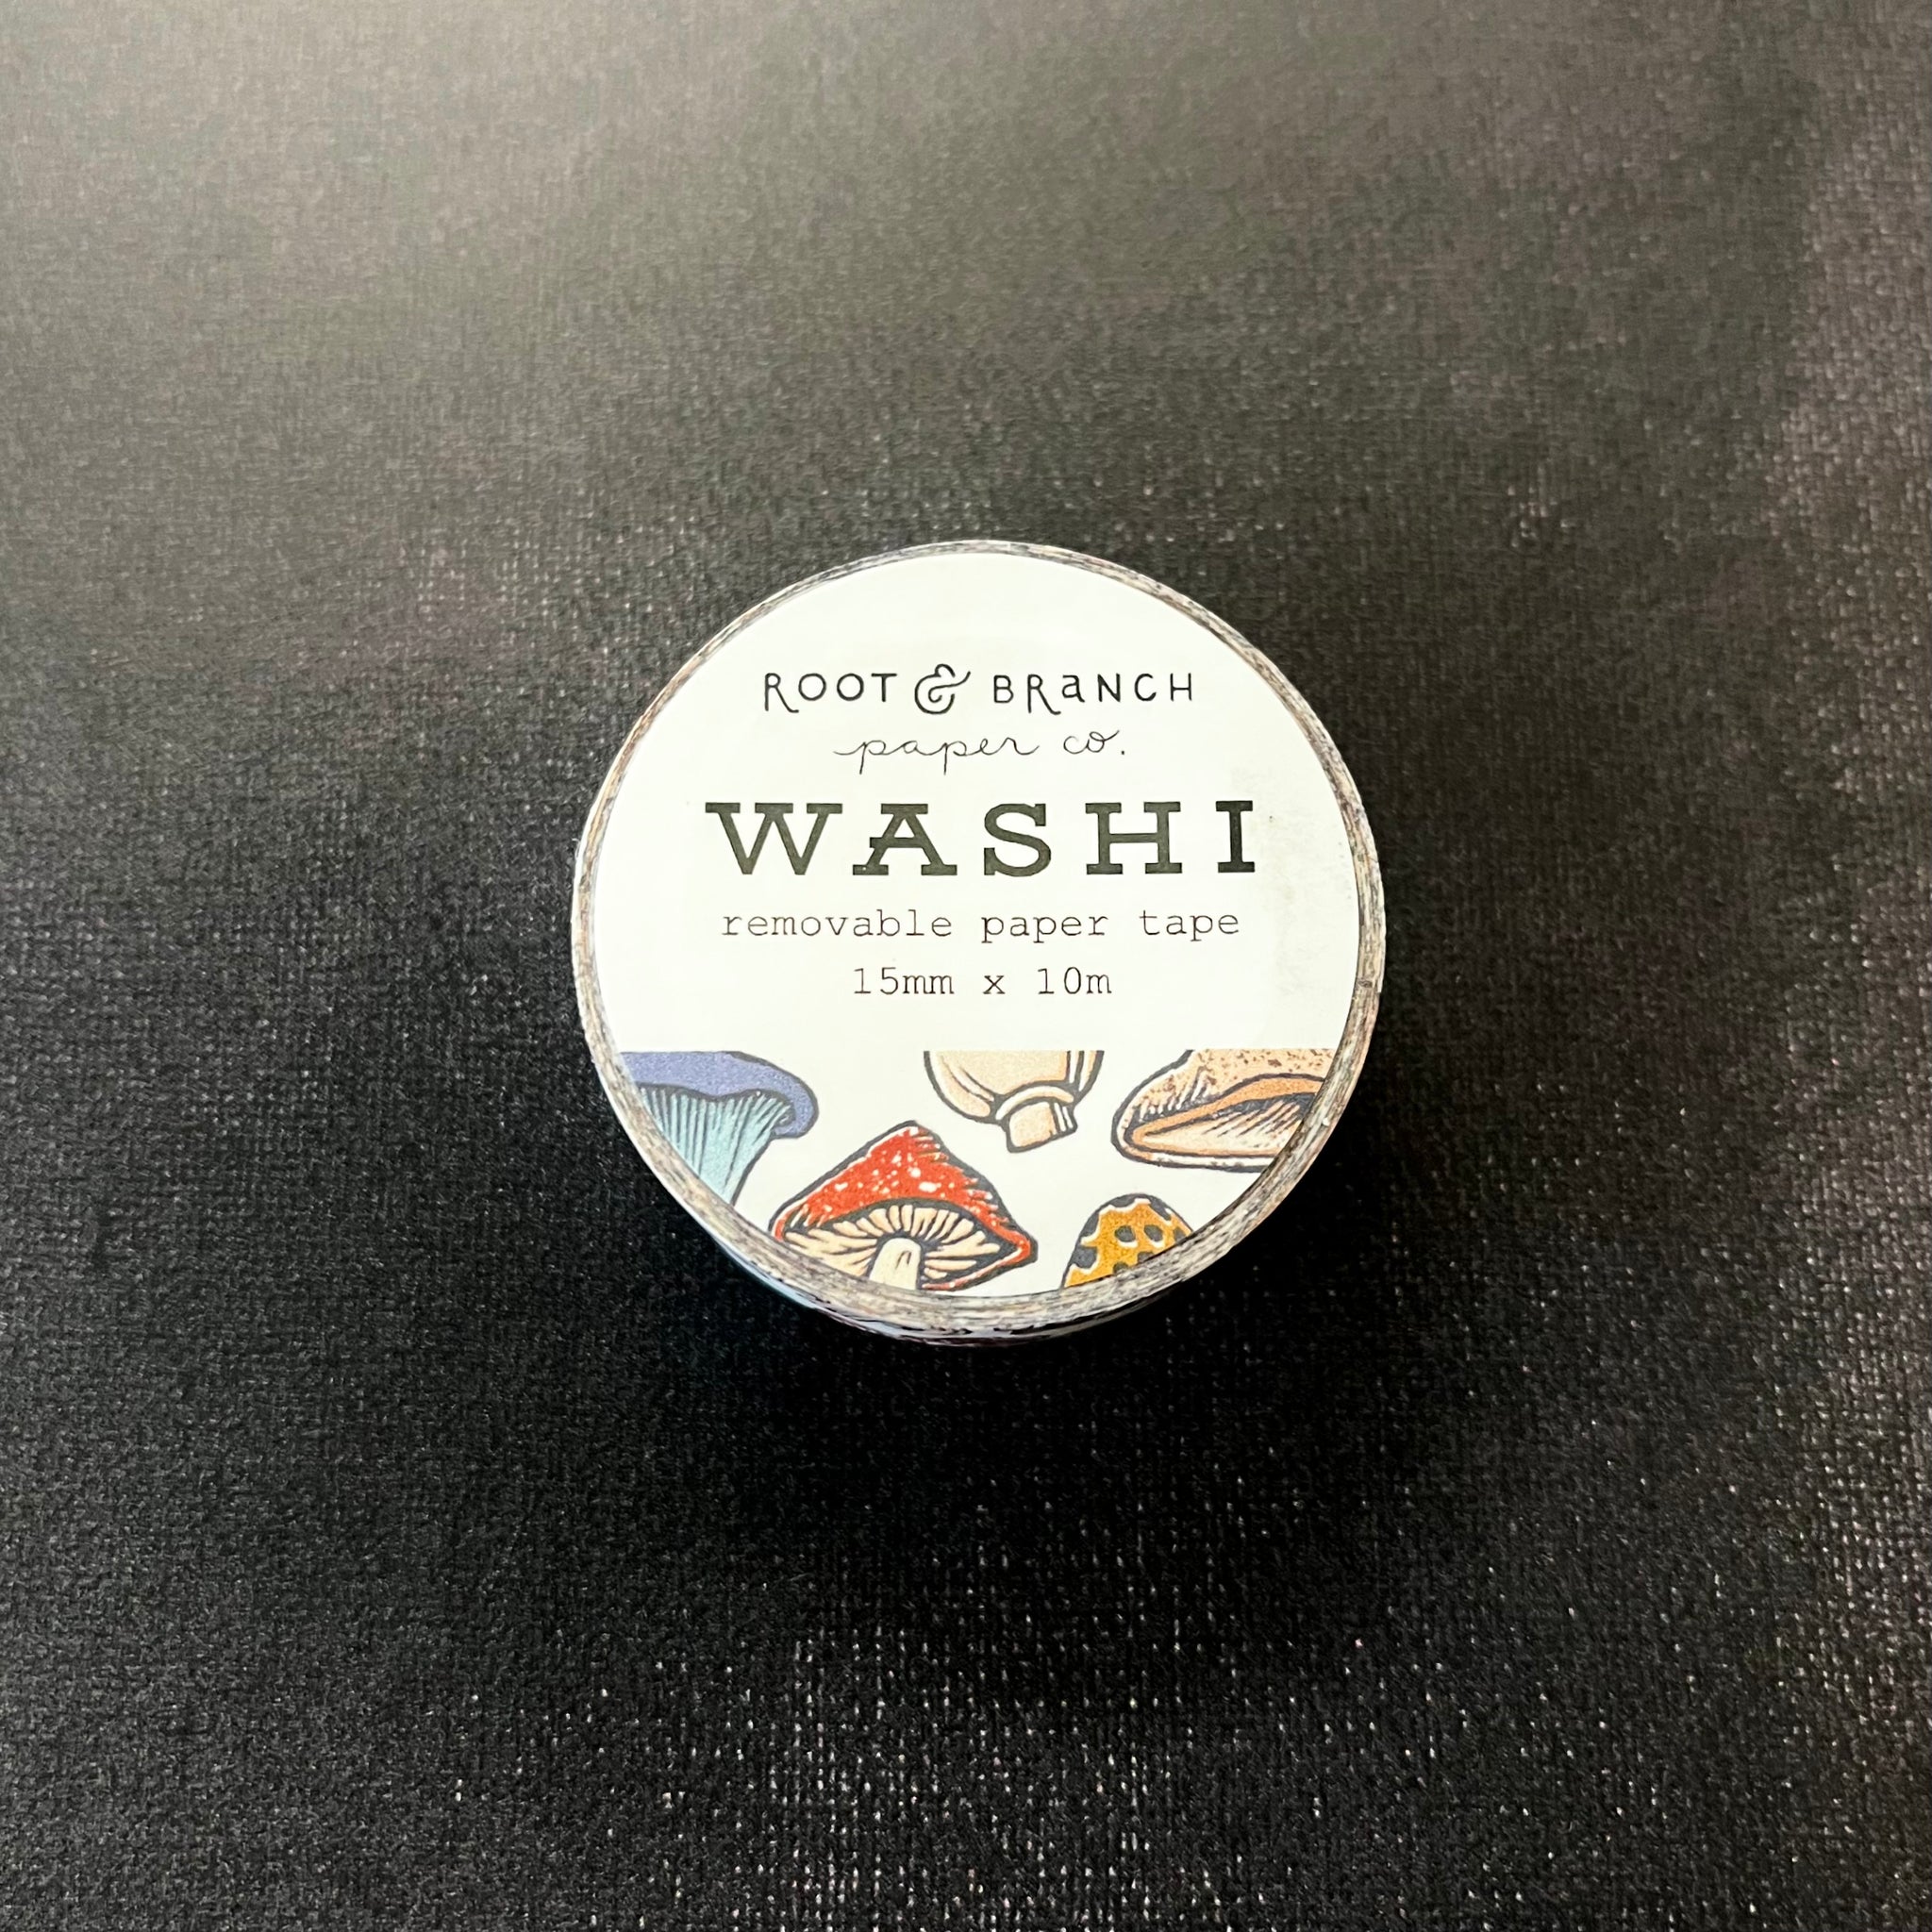 ROOT & BRaNCH
paper co.
WASHI
removable paper tape
15mm x 10m